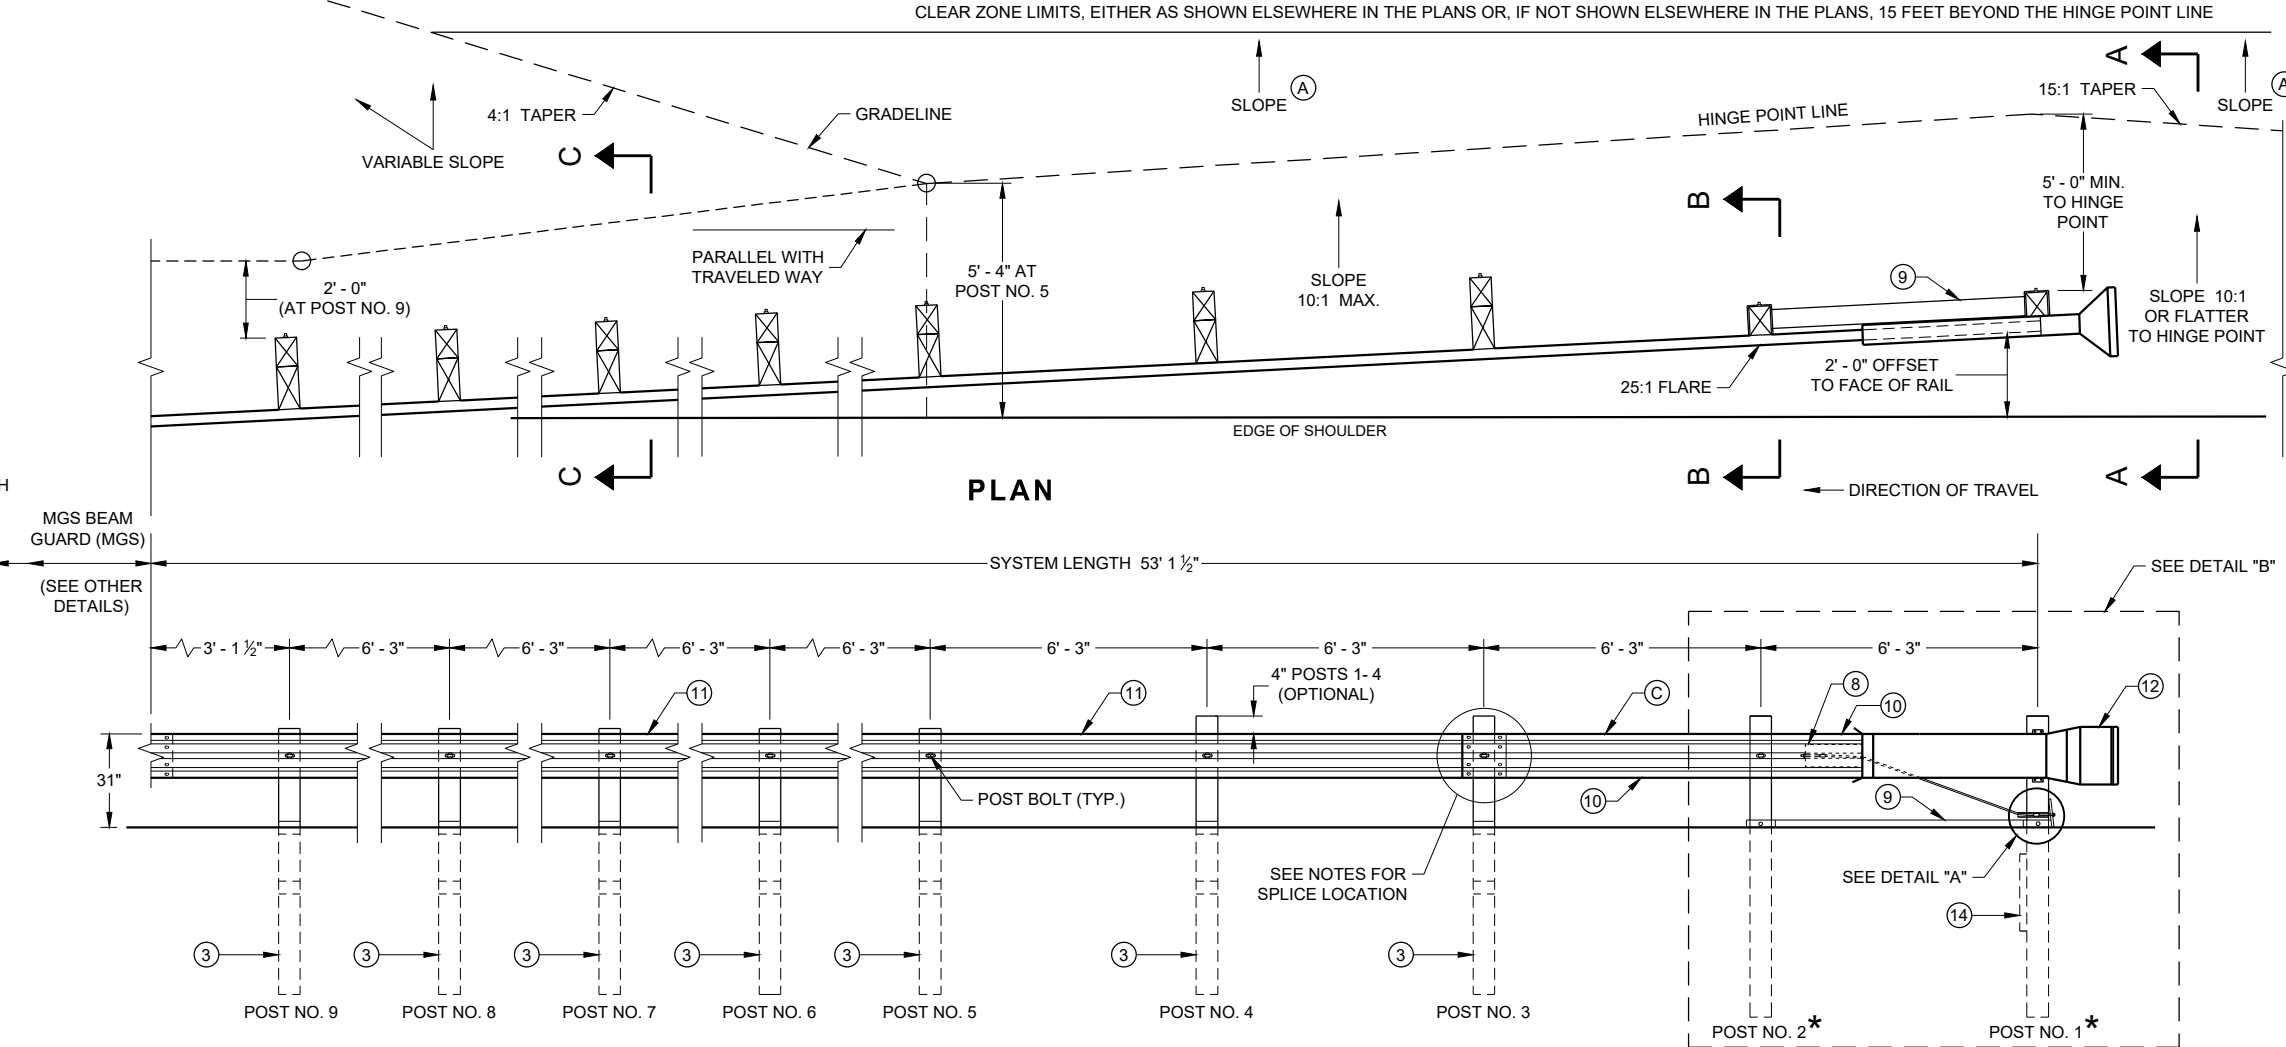 CLEAR ZONE LIMITS, EITHER AS SHOWN ELSEWHERE IN THE PLANS OR, IF NOT SHOWN ELSEWHERE IN THE PLANS, 15 FEET BEYOND THE HINGE POINT LINE
A
A
15:1 TAPER
SLOPE
A
SLOPE
4:1 TAPER
GRADELINE
HINGE POINT LINE
VARIABLE SLOPE
C
B
5' - 0" MIN.
TO HINGE
POINT
PARALLEL WITH
TRAVELED WAY
5' - 4" AT
POST NO. 5
SLOPE
10:1 MAX.
9
2' - 0"
(AT POST NO. 9)
SLOPE 10:1
OR FLATTER
TO HINGE POINT
2' - 0" OFFSET
TO FACE OF RAIL
25:1 FLARE
EDGE OF SHOULDER
C
B
A
H
PLAN
DIRECTION OF TRAVEL
MGS BEAM
GUARD (MGS)
(SEE OTHER
DETAILS)
SYSTEM LENGTH 53' 1 ½"
SEE DETAIL "B"
3' - 1 ½"
6' - 3"
6' - 3"
6' - 3"
6' - 3"
6' - 3"
6' - 3"
6' - 3"
6' - 3"
4" POSTS 1- 4
(OPTIONAL)
11
11
C
8
10
12
31"
POST BOLT (TYP.)
10
9
SEE NOTES FOR
SPLICE LOCATION
SEE DETAIL "A"
14
3
3
3
3
3
3
3
POST NO. 9
POST NO. 8
POST NO. 7
POST NO. 6
POST NO. 5
POST NO. 4
POST NO. 3
POST NO. 2*
POST NO. 1*